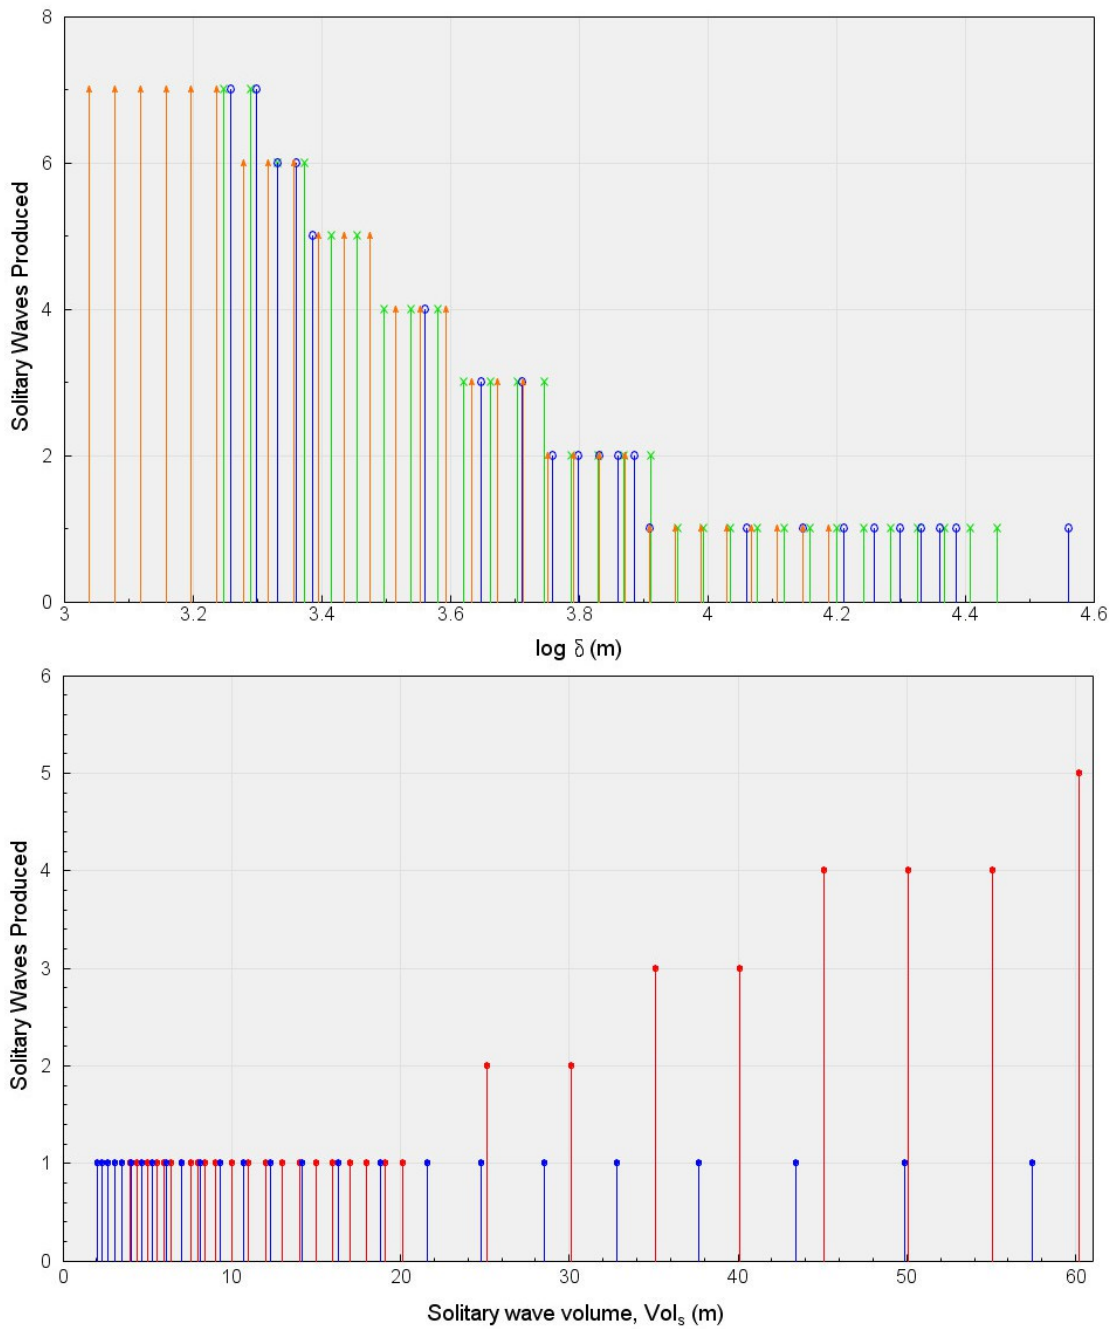 8
6
4
2
0
Solitary Waves Produced
3 3.2 3.4 3.6 3.8 4 4.2 4.4 4.6
log δ (m)
6
5
4
3
2
1
0
Solitary Waves Produced
0 10 20 30 40 50 60
Solitary wave volume, Volₛ (m)